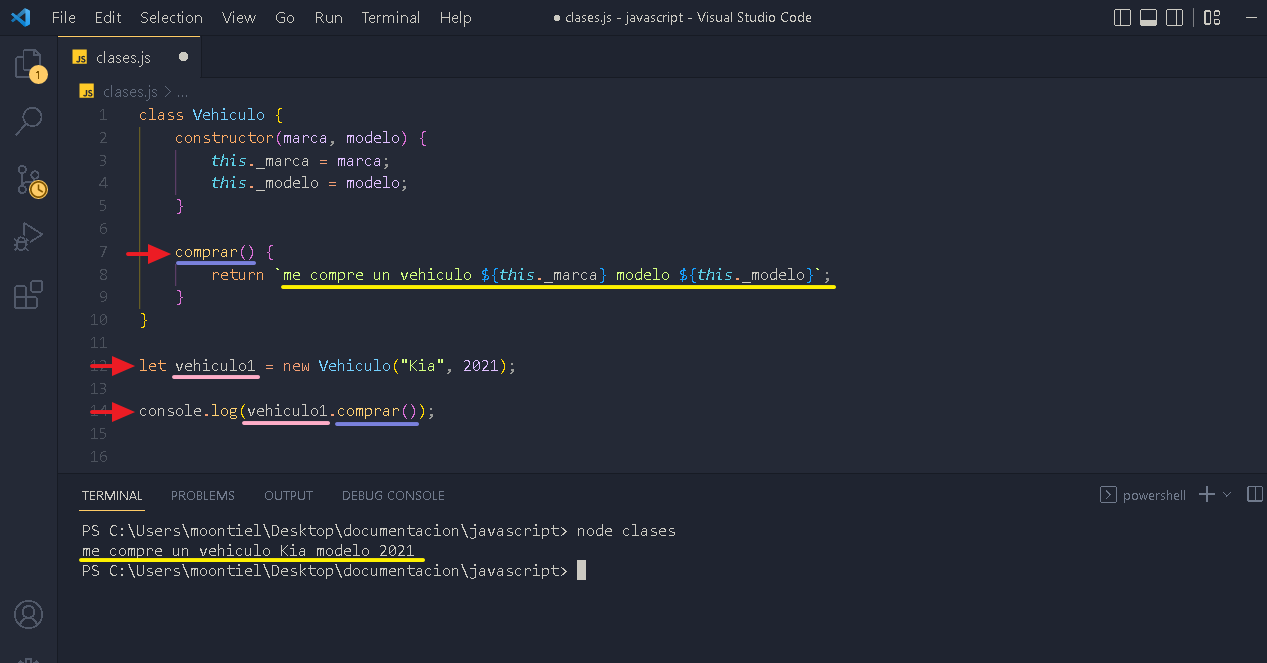 File Edit Selection View Go Run Terminal Help
● clases.js - javascript - Visual Studio Code
1
JS clases.js ●
JS clases.js > ...
1 class Vehiculo {
2 constructor(marca, modelo) {
3 this._marca = marca;
4 this._modelo = modelo;
5 }
6
7 comprar() {
8 return `me compre un vehiculo ${this._marca} modelo ${this._modelo}`;
9 }
10 }
11
12 let vehiculo1 = new Vehiculo("Kia", 2021);
13
14 console.log(vehiculo1.comprar());
15
16
TERMINAL PROBLEMS OUTPUT DEBUG CONSOLE
powershell
PS C:\Users\moontiel\Desktop\documentacion\javascript> node clases
me compre un vehiculo Kia modelo 2021
PS C:\Users\moontiel\Desktop\documentacion\javascript>